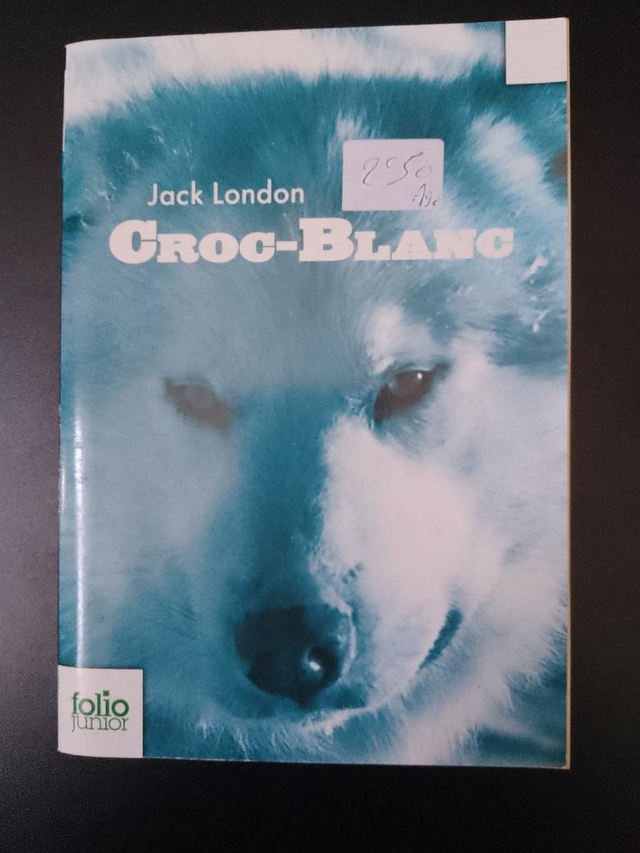 2€50
Jack London
CROC-BLANC
folio
junior